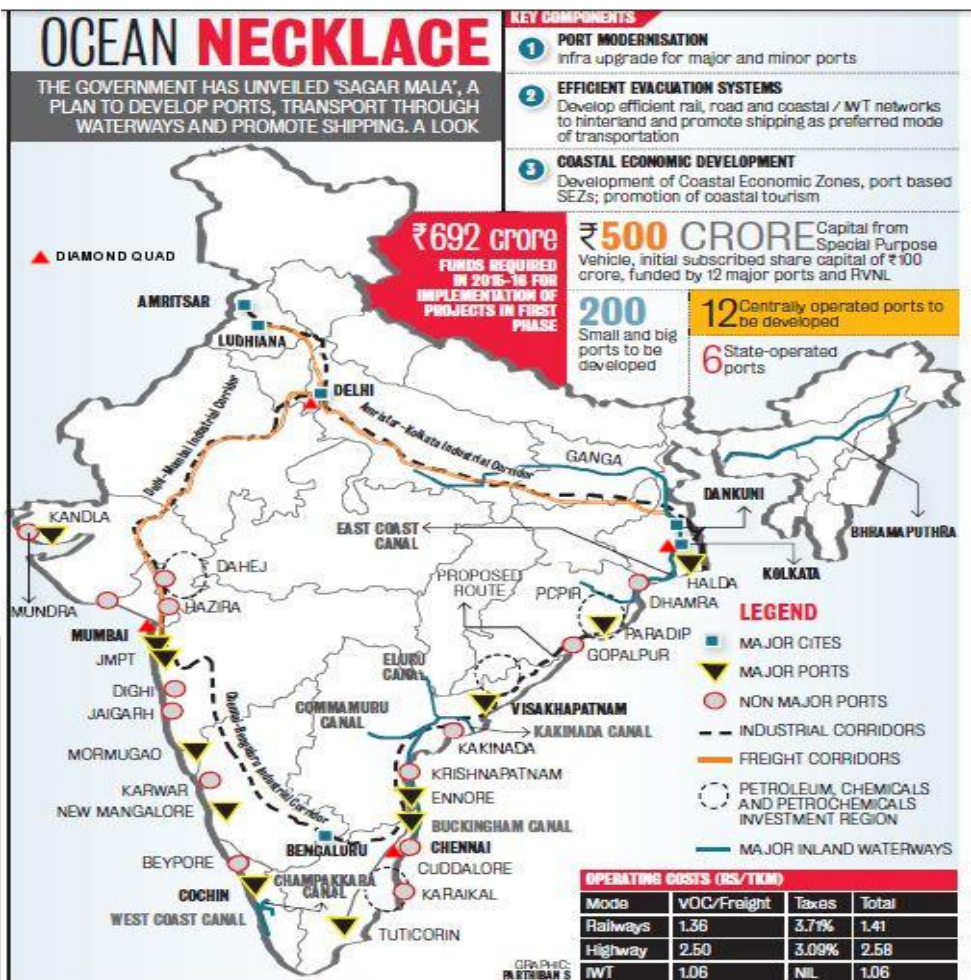 OCEAN NECKLACE
THE GOVERNMENT HAS UNVEILED 'SAGAR MALA', A
PLAN TO DEVELOP PORTS, TRANSPORT THROUGH
WATERWAYS AND PROMOTE SHIPPING. A LOOK
KEY COMPONENTS
1 PORT MODERNISATION
Infra upgrade for major and minor ports
2 EFFICIENT EVACUATION SYSTEMS
Develop efficient rail, road and coastal / IWT networks
to hinterland and promote shipping as preferred mode
of transportation
3 COASTAL ECONOMIC DEVELOPMENT
Development of Coastal Economic Zones, port based
SEZs; promotion of coastal tourism
₹692 crore
FUNDS REQUIRED
IN 2015-16 FOR
IMPLEMENTATION OF
PROJECTS IN FIRST
PHASE
₹500 CRORE Capital from
Special Purpose
Vehicle, initial subscribed share capital of ₹100
crore, funded by 12 major ports and RVNL
200
Small and big
ports to be
developed
12 Centrally operated ports to
be developed
6 State-operated
ports
DIAMOND QUAD
AMRITSAR
LUDHIANA
DELHI
Delhi-Mumbai Industrial Corridor
Amristar-Kolkata Industrial Corridor
GANGA
DANKUNI
BHRAMAPUTHRA
KOLKATA
EAST COAST
CANAL
HALDA
KANDLA
MUNDRA
DAHEJ
HAZIRA
PROPOSED
ROUTE
PCPIR
DHAMRA
PARADIP
GOPALPUR
MUMBAI
JMPT
DIGHI
JAIGARH
MORMUGAO
KARWAR
NEW MANGALORE
BEYPORE
COCHIN
WEST COAST CANAL
CHAMPAKKARA
CANAL
Chennai-Bengaluru Industrial Corridor
BENGALURU
ELURU
CANAL
COMMAMURU
CANAL
VISAKHAPATNAM
KAKINADA CANAL
KAKINADA
KRISHNAPATNAM
ENNORE
BUCKINGHAM CANAL
CHENNAI
CUDDALORE
KARAIKAL
TUTICORIN
LEGEND
MAJOR CITES
MAJOR PORTS
NON MAJOR PORTS
INDUSTRIAL CORRIDORS
FREIGHT CORRIDORS
PETROLEUM, CHEMICALS
AND PETROCHEMICALS
INVESTMENT REGION
MAJOR INLAND WATERWAYS
OPERATING COSTS (RS/TKM)
Mode VOC/Freight Taxes Total
Railways 1.36 3.71% 1.41
Highway 2.50 3.09% 2.58
IWT 1.06 NIL 1.06
GRAPHIC:
PARTHIBAN S